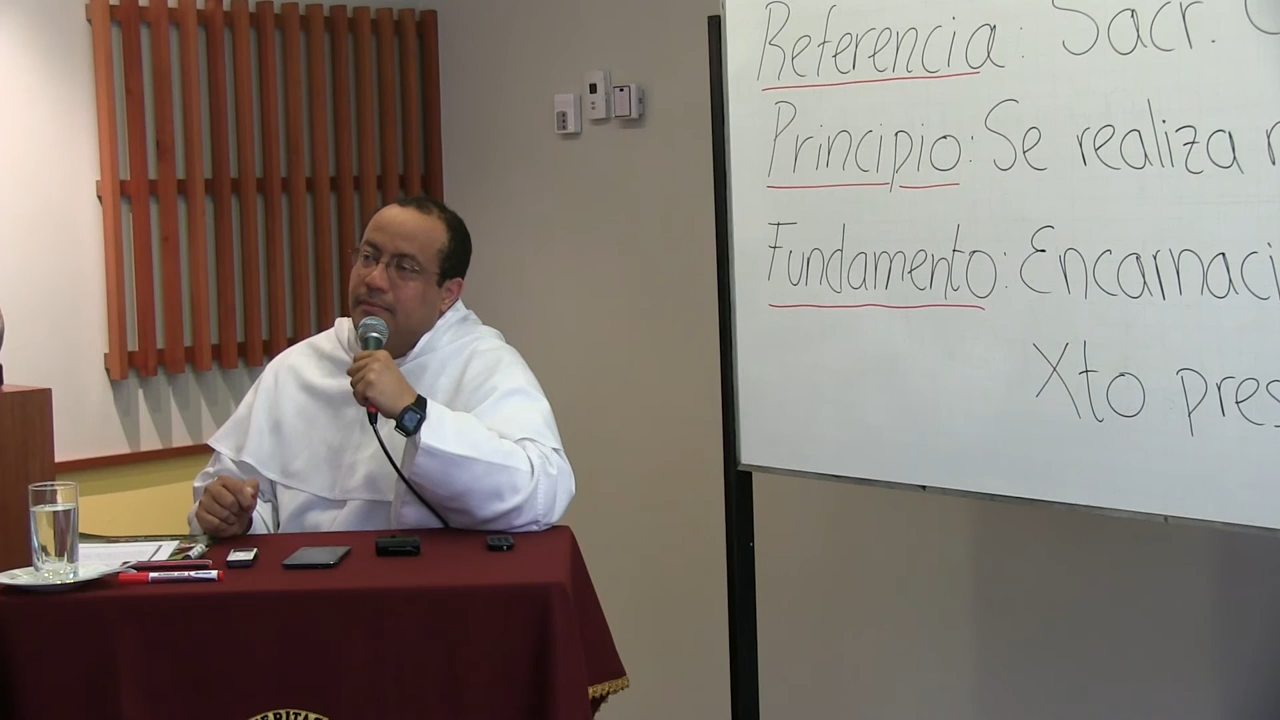 Referencia: Sacr.
Principio: Se realiza
Fundamento: Encarnaci
Xto pres